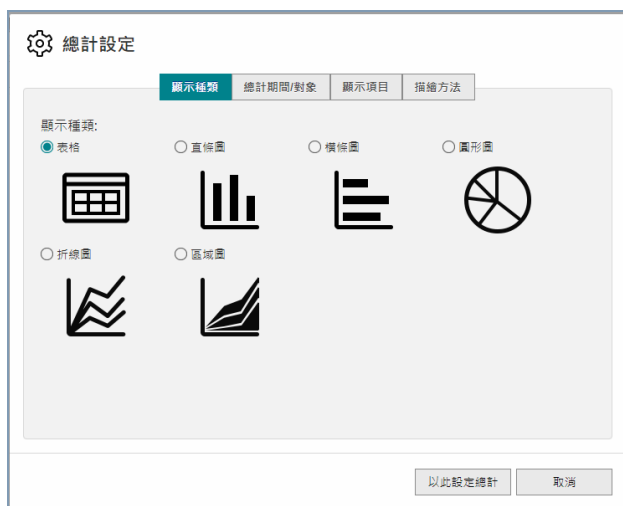 總計設定
顯示種類 總計期間/對象 顯示項目 描繪方法
顯示種類:
表格 直條圖 橫條圖 圓形圖
折線圖 區域圖
以此設定總計 取消